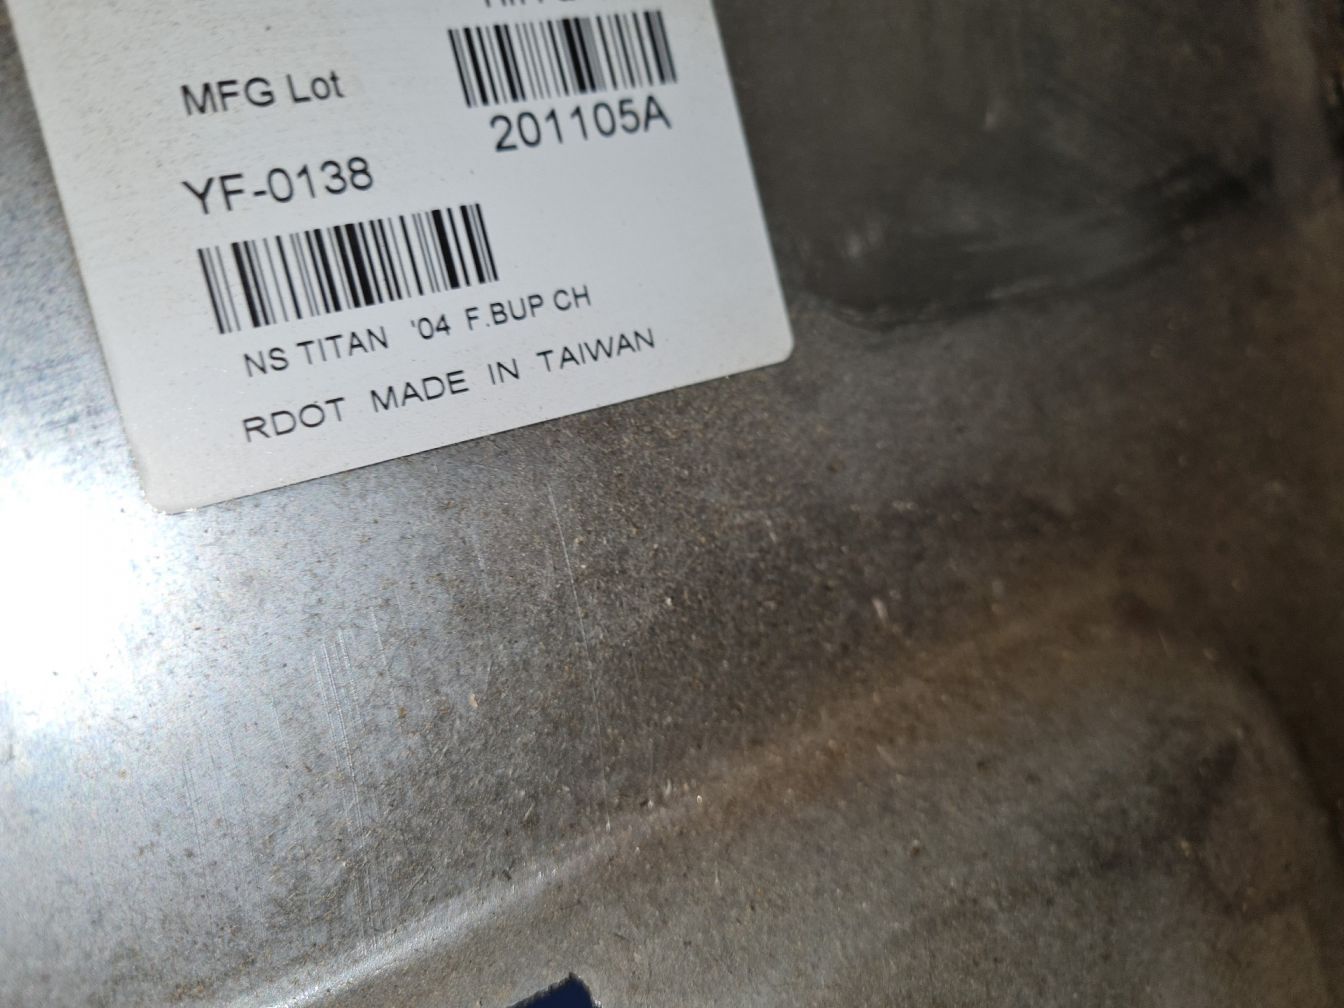 MFG Lot
201105A
YF-0138
NS TITAN '04 F.BUP CH
RDOT MADE IN TAIWAN